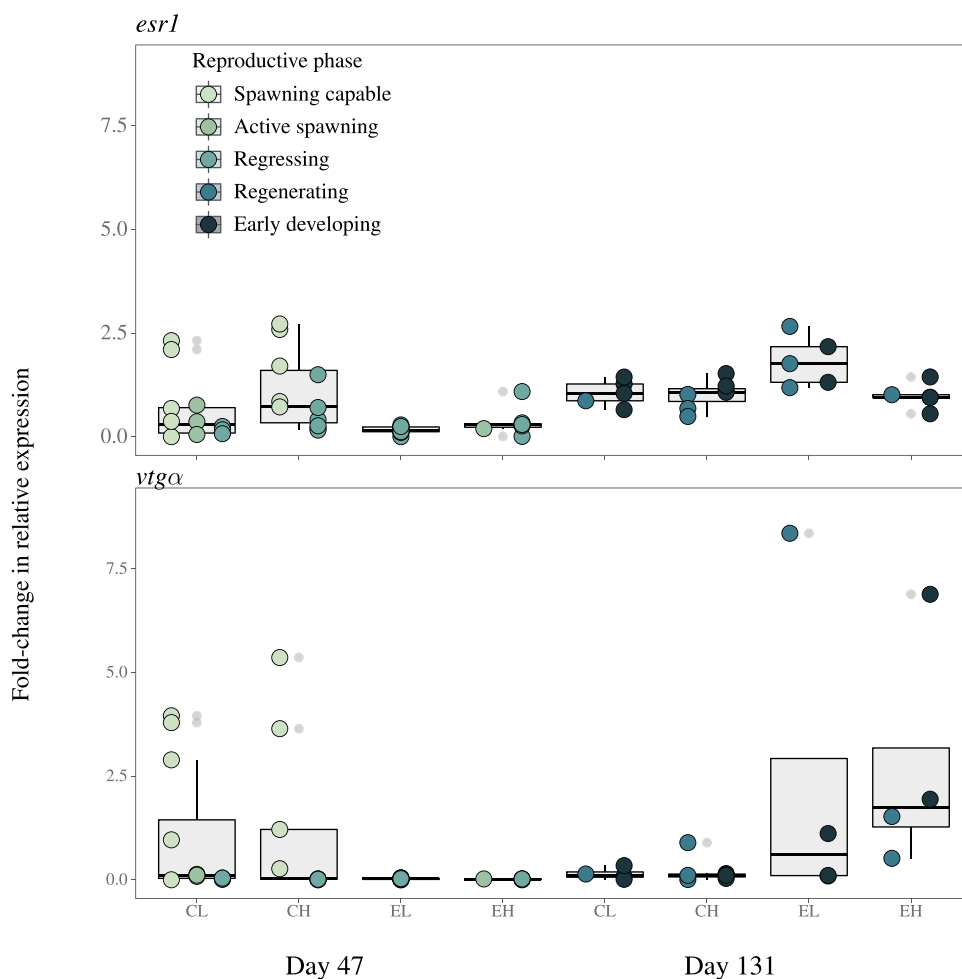 esr1
Reproductive phase
Spawning capable
Active spawning
Regressing
Regenerating
Early developing
7.5
5.0
2.5
0.0
vtgα
7.5
5.0
2.5
0.0
Fold-change in relative expression
CL CH EL EH CL CH EL EH
Day 47 Day 131